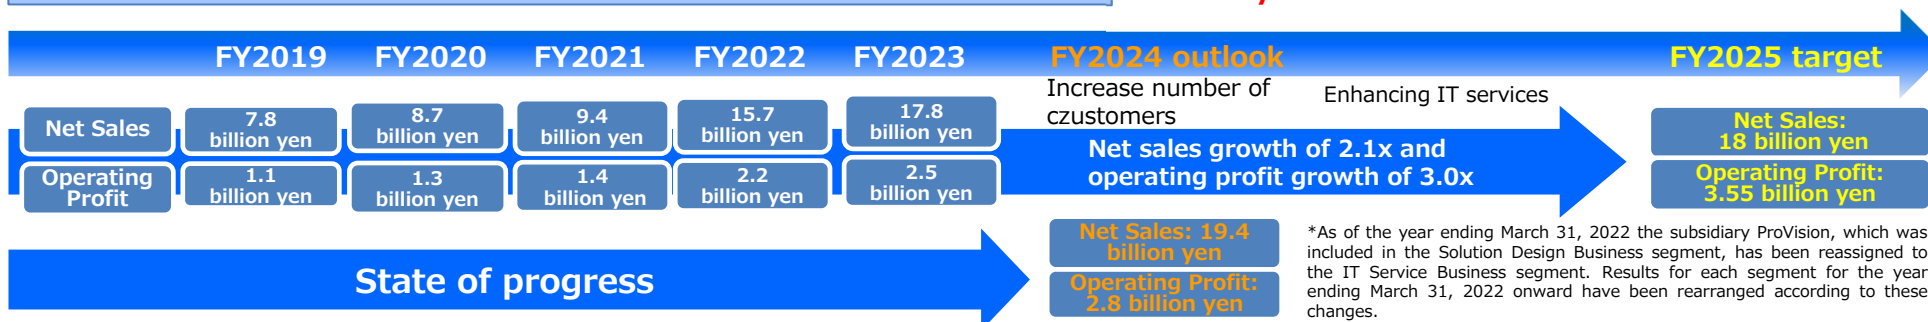 FY2019 FY2020 FY2021 FY2022 FY2023 FY2024 outlook FY2025 target
Increase number of
czustomers
Enhancing IT services
Net Sales
7.8
billion yen
8.7
billion yen
9.4
billion yen
15.7
billion yen
17.8
billion yen
Operating
Profit
1.1
billion yen
1.3
billion yen
1.4
billion yen
2.2
billion yen
2.5
billion yen
Net sales growth of 2.1x and
operating profit growth of 3.0x
Net Sales:
18 billion yen
Operating Profit:
3.55 billion yen
State of progress
Net Sales: 19.4
billion yen
Operating Profit:
2.8 billion yen
*As of the year ending March 31, 2022 the subsidiary ProVision, which was
included in the Solution Design Business segment, has been reassigned to
the IT Service Business segment. Results for each segment for the year
ending March 31, 2022 onward have been rearranged according to these
changes.